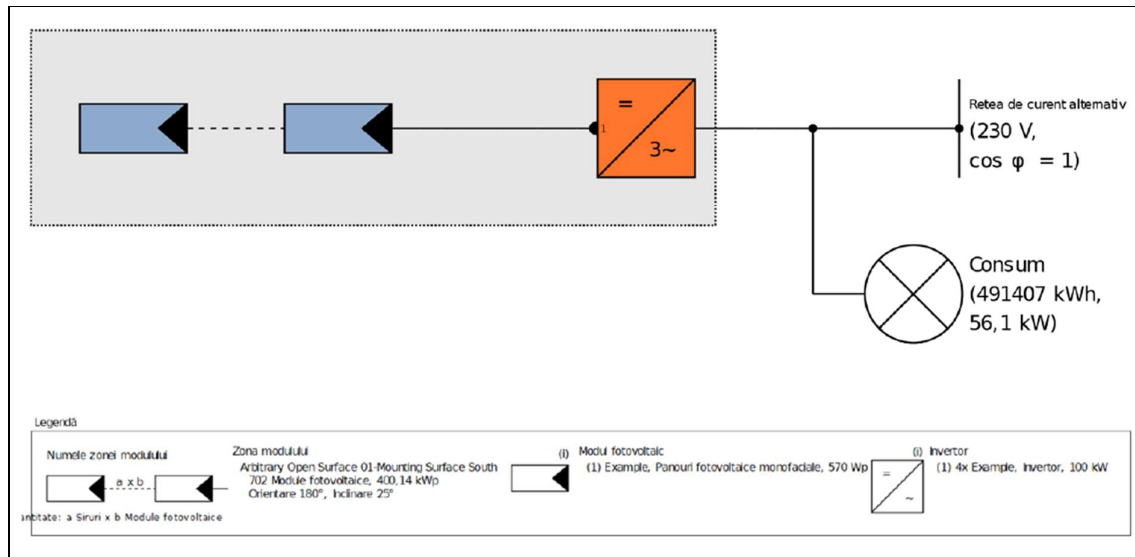 =
1
3~
Retea de curent alternativ
(230 V,
cos φ = 1)
Consum
(491407 kWh,
56,1 kW)
Legendă
Numele zonei modulului
a x b
antitate: a Siruri x b Module fotovoltaice
Zona modulului
Arbitrary Open Surface 01-Mounting Surface South
702 Module fotovoltaice, 400,14 kWp
Orientare 180°, Inclinare 25°
(i) Modul fotovoltaic
(1) Example, Panouri fotovoltaice monofaciale, 570 Wp
=
~
(i) Invertor
(1) 4x Example, Invertor, 100 kW